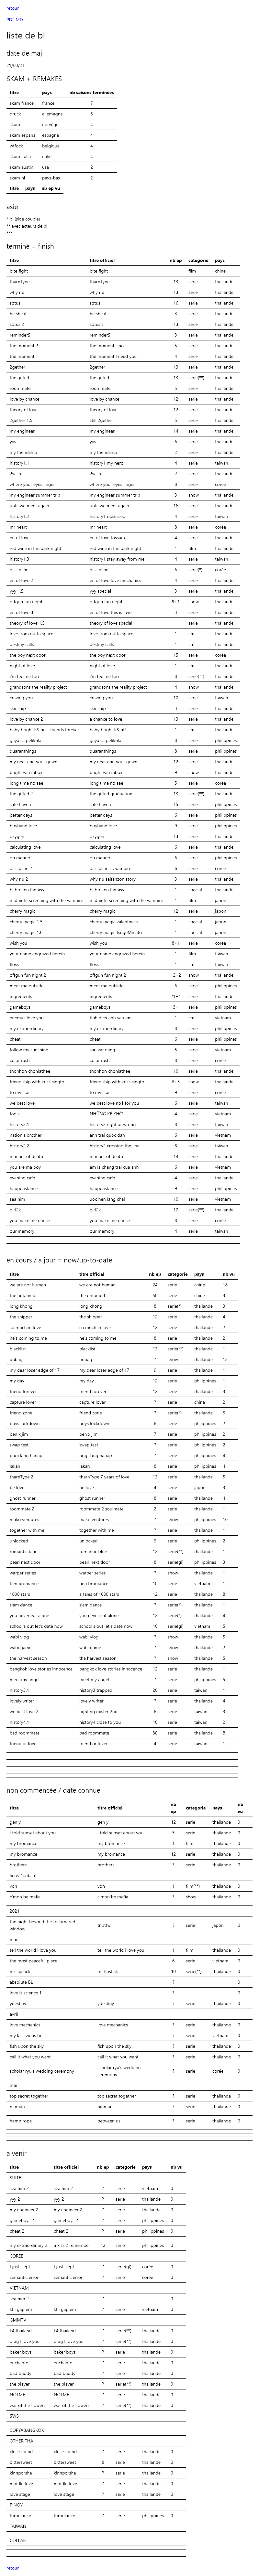 retour
PDF MD
liste de bl
date de maj
21/03/21
SKAM + REMAKES
titre pays nb saisons terminées
skam france france 7
druck allemagne 6
skam norvège 4
skam espana espagne 4
wtfock belgique 4
skam italia italie 4
skam austin usa 2
skam nl pays-bas 2
titre pays nb ep vu
asie
* bl (side couple)
** avec acteurs de bl
***
terminé = finish
titre titre officiel nb ep categorie pays
bite fight bite fight 1 film chine
tharnType tharnType 13 serie thailande
why r u why r u 13 serie thailande
sotus sotus 16 serie thailande
he she it he she it 3 serie thailande
sotus 2 sotus s 13 serie thailande
reminderS reminderS 3 serie thailande
the moment 2 the moment since 5 serie thailande
the moment the moment I need you 4 serie thailande
2gether 2gether 13 serie thailande
the gifted the gifted 13 serie(**) thailande
roommate roommate 5 serie thailande
love by chance love by chance 12 serie thailande
theory of love theory of love 12 serie thailande
2gether 1.5 still 2gether 5 serie thailande
my engineer my engineer 14 serie thailande
yyy yyy 6 serie thailande
my friendship my friendship 2 serie thailande
history1.1 history1 my hero 4 serie taiwan
2wish 2wish 2 serie thailande
where your eyes linger where your eyes linger 8 serie corée
my engineer summer trip my engineer summer trip 3 show thailande
until we meet again until we meet again 16 serie thailande
history1.2 history1 obsessed 4 serie taiwan
mr heart mr heart 8 serie corée
en of love en of love tossara 4 serie thailande
red wine in the dark night red wine in the dark night 1 film thailande
history1.3 history1 stay away from me 4 serie taiwan
discipline discipline 6 serie(*) corée
en of love 2 en of love love mechanics 4 serie thailande
yyy 1.5 yyy special 3 serie thailande
offgun fun night offgun fun night 9+1 show thailande
en of love 3 en of love this is love 3 serie thailande
theory of love 1.5 theory of love special 1 serie thailande
love from outta space love from outta space 1 cm thailande
destiny calls destiny calls 1 cm thailande
the boy next door the boy next door 15 serie corée
night of love night of love 1 cm thailande
i'm tee me too i'm tee me too 8 serie(**) thailande
grandsons the reality project grandsons the reality project 4 show thailande
craving you craving you 10 serie taiwan
skinship skinship 3 serie thailande
love by chance 2 a chance to love 13 serie thailande
baby bright KS best friends forever baby bright KS bff 1 cm thailande
gaya sa pelikula gaya sa pelikula 8 serie philippines
quaranthings quaranthings 8 serie philippines
my gear and your gown my gear and your gown 12 serie thailande
bright win inbox bright win inbox 9 show thailande
long time no see long time no see 5 serie corée
the gifted 2 the gifted graduation 13 serie(**) thailande
safe haven safe haven 15 serie philippines
better days better days 6 serie philippines
boyband love boyband love 9 serie philippines
oxygen oxygen 13 serie thailande
calculating love calculating love 6 serie thailande
oh mando oh mando 6 serie philippines
discipline 2 discipline z : vampire 6 serie corée
why r u 2 why r u saifahzon story 3 serie thailande
bl broken fantasy bl broken fantasy 1 special thailande
midnight screening with the vampire midnight screening with the vampire 1 film japon
cherry magic cherry magic 12 serie japon
cherry magic 1.5 cherry magic valentine's 1 special japon
cherry magic 1.6 cherry magic tsuge&Minato 1 special japon
wish you wish you 8+1 serie corée
your name engraved herein your name engraved herein 1 film taiwan
floss floss 1 cm taiwan
offgun fun night 2 offgun fun night 2 12+2 show thailande
meet me outside meet me outside 6 serie philippines
ingredients ingredients 21+1 serie thailande
gameboys gameboys 13+1 serie philippines
enemy i love you tinh dich anh yeu em 1 cm vietnam
my extraordinary my extraordinary 8 serie philippines
cheat cheat 6 serie philippines
follow my sunshine sau vat nang 5 serie vietnam
color rush color rush 8 serie corée
thonhon chonlathee thonhon chonlathee 10 serie thailande
friend.ship with krist-singto friend.ship with krist-singto 6+3 show thailande
to my star to my star 9 serie corée
we best love we best love no1 for you 6 serie taiwan
fools NHỮNG KẺ KHỜ 4 serie vietnam
history2.1 history2 right or wrong 8 serie taiwan
nation's brother anh trai quoc dan 6 serie vietnam
history2.2 history2 crossing the line 8 serie taiwan
manner of death manner of death 14 serie thailande
you are ma boy em la chang trai cua anh 6 serie vietnam
evening cafe evening cafe 4 serie thailande
happenstance happenstance 9 serie philippines
sea him uoc hen lang chai 10 serie vietnam
girl2k girl2k 10 serie(**) thailande
you make me dance you make me dance 8 serie corée
our memory our memory 4 serie taiwan
en cours / a jour = now/up-to-date
titre titre officiel nb ep categorie pays nb vu
we are not human we are not human 24 serie chine 18
the untamed the untamed 50 serie chine 3
long khong long khong 8 serie(*) thailande 3
the shipper the shipper 12 serie thailande 4
so much in love so much in love 12 serie thailande 2
he's coming to me he's coming to me 8 serie thailande 2
blacklist blacklist 13 serie(**) thailande 1
unbag unbag ? show thailande 13
my dear loser edge of 17 my dear loser edge of 17 9 serie thailande 1
my day my day 12 serie philippines 1
friend forever friend forever 12 serie thailande 3
capture lover capture lover ? serie chine 2
friend zone friend zone ? serie(*) thailande 3
boys lockdown boys lockdown 6 serie philippines 2
ben x jim ben x jim 7 serie philippines 2
swap test swap test ? serie philippines 2
pogi lang hanap pogi lang hanap ? serie philippines 4
lakan lakan 8 serie philippines 4
tharnType 2 tharnType 7 years of love 13 serie thailande 5
be love be love 4 serie japon 3
ghost runner ghost runner 8 serie thailande 4
roommate 2 roommate 2 soulmate 2 serie thailande 1
mako ventures mako ventures ? show philippines 10
together with me together with me ? serie thailande 1
unlocked unlocked 9 serie philippines 2
romantic blue romantic blue 12 serie(**) thailande 1
pearl next door pearl next door 8 serie(gl) philippines 3
warper series warper series ? show thailande 1
tien bromance tien bromance 10 serie vietnam 1
1000 stars a tales of 1000 stars 12 serie thailande 8
slam dance slam dance ? serie(*) thailande 1
you never eat alone you never eat alone 12 serie(*) thailande 4
school's out let's date now school's out let's date now 10 serie(gl) vietnam 5
wabi vlog wabi vlog ? show thailande 5
wabi game wabi game ? show thailande 2
the harvest season the harvest season ? show thailande 5
bangkok love stories innocence bangkok love stories innocence 12 serie thailande 1
meet my angel meet my angel ? serie philippines 5
history3.1 history3 trapped 20 serie taiwan 1
lovely writer lovely writer ? serie thailande 4
we best love 2 fighting mister 2nd 6 serie taiwan 3
history4.1 history4 close to you 10 serie taiwan 2
bad roommate bad roommate 30 serie thailande 8
friend or lover friend or lover 4 serie taiwan 1
non commencée / date connue
titre titre officiel nb ep categorie pays nb vu
gen y gen y 12 serie thailande 0
i told sunset about you i told sunset about you 5 serie thailande 0
my bromance my bromance 1 film thailande 0
my bromance my bromance 12 serie thailande 0
brothers brothers ? serie thailande 0
liens ? subs ?
von von 1 film(**) thailande 0
c'mon be mafia c'mon be mafia ? show thailande 0
2021
the night beyond the tricornered window tribttw ? serie japon 0
mars
tell the world i love you tell the world i love you 1 film thailande 0
the most peaceful place 6 serie vietnam 0
mr lipstick mr lipstick 10 serie(**) thailande 0
absolute BL ? 0
love is science ? ? 0
ydestiny ydestiny ? serie thailande 0
avril
love mechanics love mechanics ? serie thailande 0
my lascivious boss ? serie vietnam 0
fish upon the sky fish upon the sky ? serie thailande 0
call it what you want call it what you want ? serie thailande 0
scholar ryu's wedding ceremony scholar ryu's wedding ceremony ? serie corée 0
mai
top secret together top secret together ? serie thailande 0
nitiman nitiman ? serie thailande 0
hemp rope between us ? serie thailande 0
a venir
titre titre officiel nb ep categorie pays nb vu
SUITE
sea him 2 sea him 2 ? serie vietnam 0
yyy 2 yyy 2 ? serie thailande 0
my engineer 2 my engineer 2 ? serie thailande 0
gameboys 2 gameboys 2 ? serie philippines 0
cheat 2 cheat 2 ? serie philippines 0
my extraordinary 2 a kiss 2 remember 12 serie philippines 0
COREE
I just slept I just slept ? serie(gl) corée 0
semantic error semantic error ? serie corée 0
VIETNAM
sea him 2 ? 0
khi gap em khi gap em ? serie vietnam 0
GMMTV
F4 thailand F4 thailand ? serie(**) thailande 0
drag I love you drag I love you ? serie(**) thailande 0
baker boys baker boys ? serie thailande 0
enchante enchante ? serie thailande 0
bad buddy bad buddy ? serie thailande 0
the player the player ? serie(**) thailande 0
NOTME NOTME ? serie thailande 0
war of the flowers war of the flowers ? serie(**) thailande 0
SWS
COPYABANGKOK
OTHER THAI
close friend close friend ? serie thailande 0
bittersweet bittersweet 8 serie thailande 0
kinnporshe kinnporshe ? serie thailande 0
middle love middle love ? serie thailande 0
love stage love stage ? serie thailande 0
PINOY
turbulence turbulence ? serie philippines 0
TAIWAN
COLLAB
retour